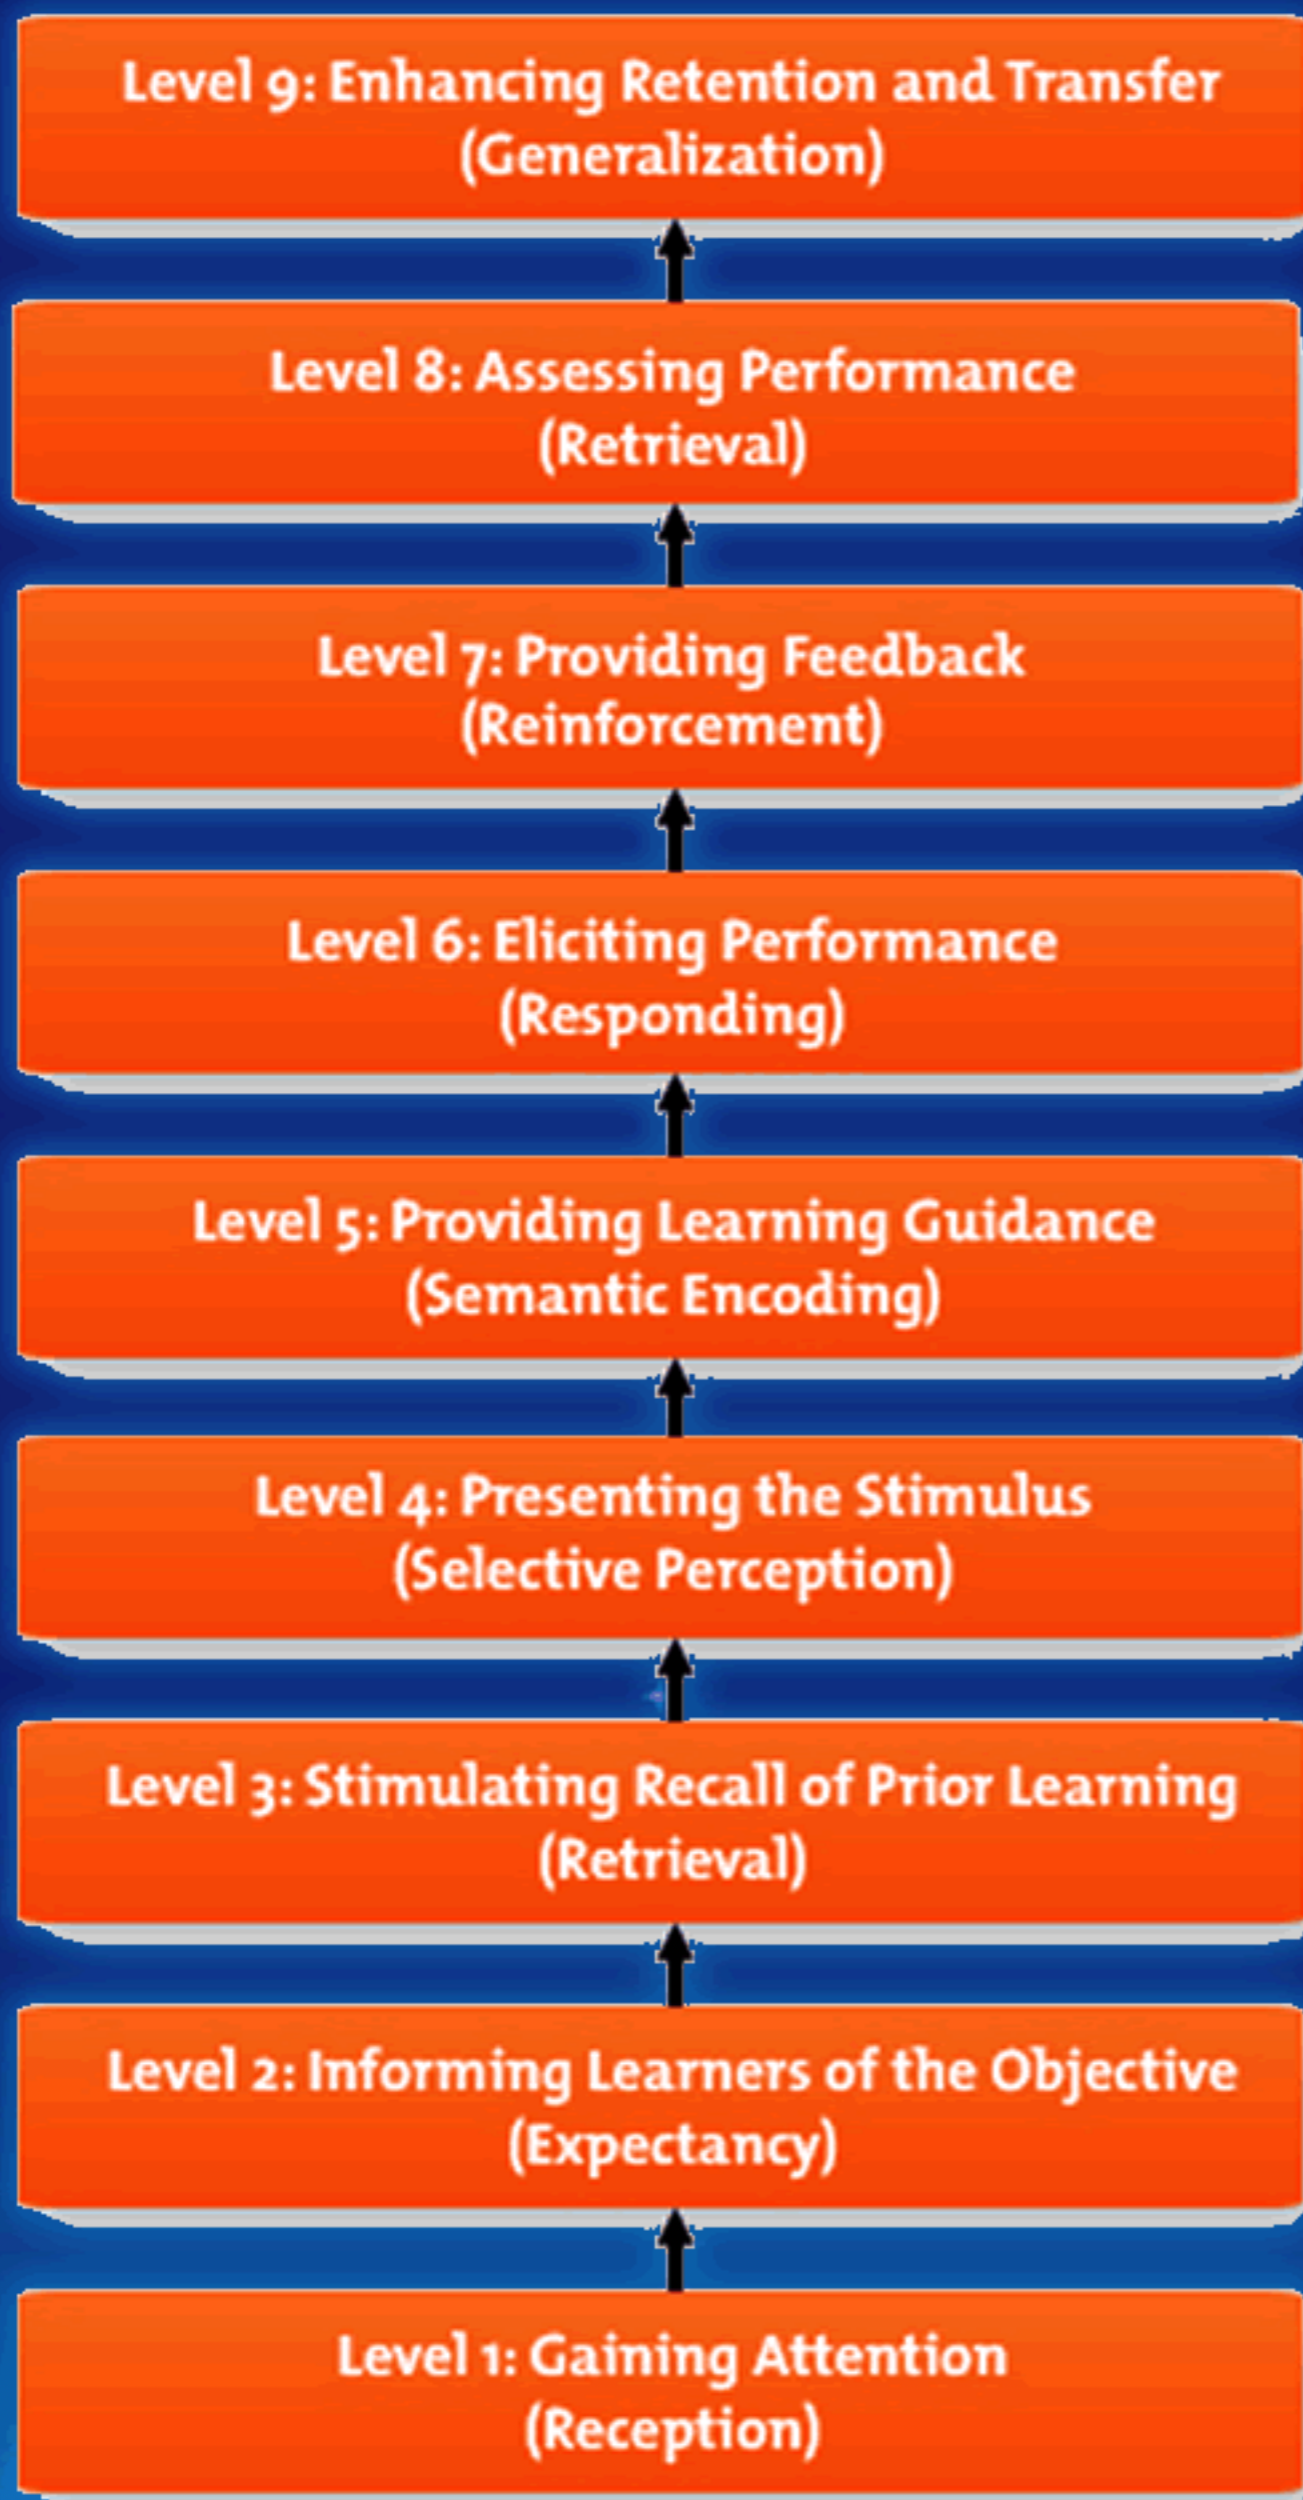 Level 9: Enhancing Retention and Transfer
(Generalization)
Level 8: Assessing Performance
(Retrieval)
Level 7: Providing Feedback
(Reinforcement)
Level 6: Eliciting Performance
(Responding)
Level 5: Providing Learning Guidance
(Semantic Encoding)
Level 4: Presenting the Stimulus
(Selective Perception)
Level 3: Stimulating Recall of Prior Learning
(Retrieval)
Level 2: Informing Learners of the Objective
(Expectancy)
Level 1: Gaining Attention
(Reception)